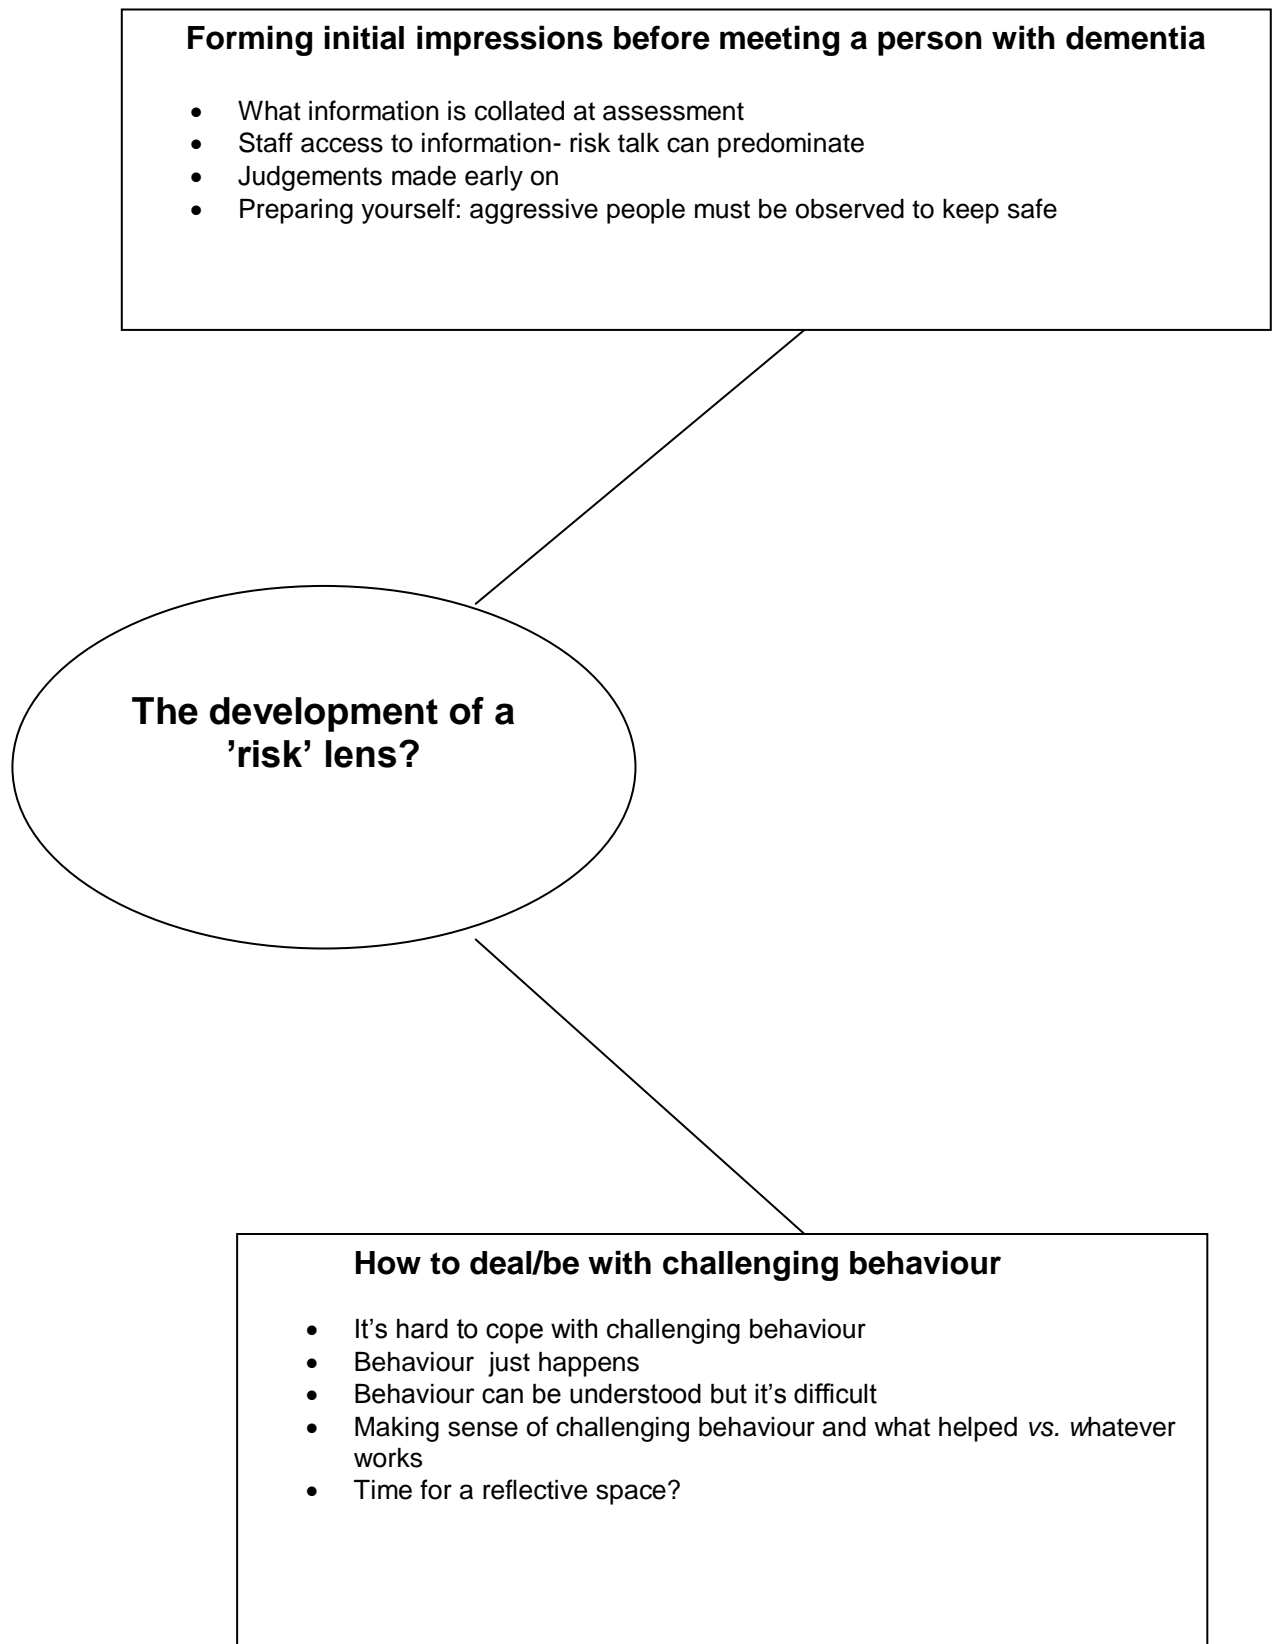 Forming initial impressions before meeting a person with dementia
• What information is collated at assessment
• Staff access to information- risk talk can predominate
• Judgements made early on
• Preparing yourself: aggressive people must be observed to keep safe
The development of a
’risk’ lens?
How to deal/be with challenging behaviour
• It’s hard to cope with challenging behaviour
• Behaviour  just happens
• Behaviour can be understood but it’s difficult
• Making sense of challenging behaviour and what helped vs. whatever
works
• Time for a reflective space?